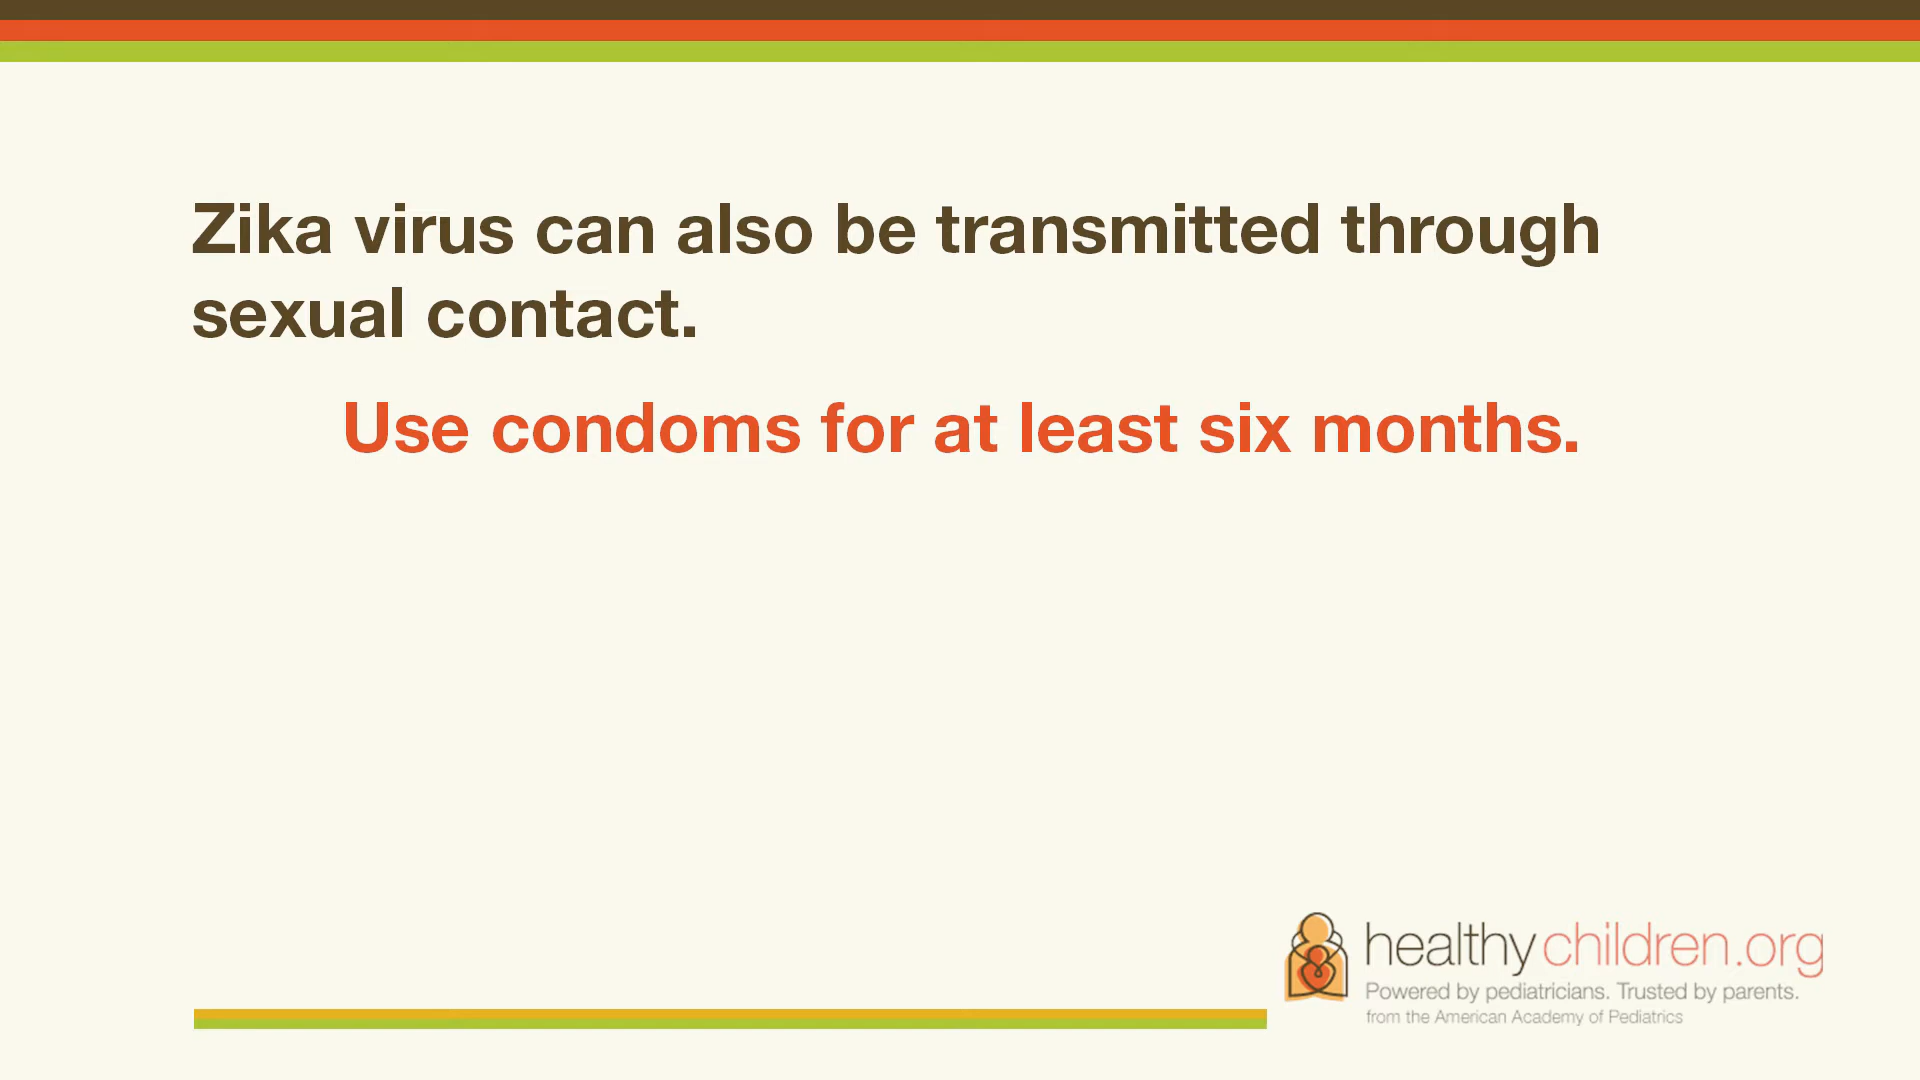 Zika virus can also be transmitted through
sexual contact.
Use condoms for at least six months.
healthychildren.org
Powered by pediatricians. Trusted by parents.
from the American Academy of Pediatrics